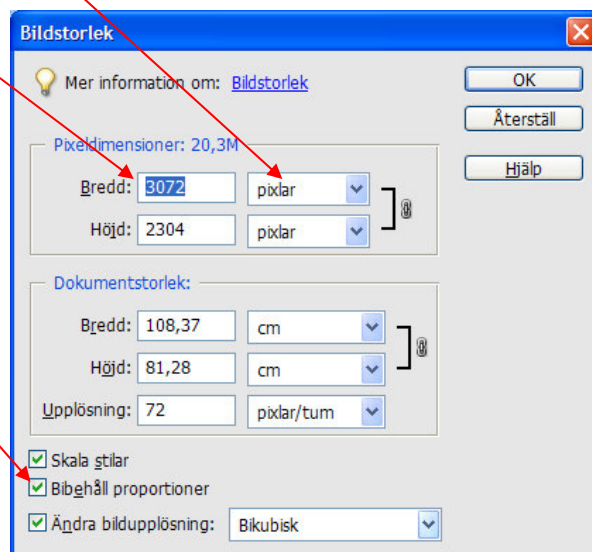 Bildstorlek
Mer information om: Bildstorlek
OK
Återställ
Hjälp
Pixeldimensioner: 20,3M
Bredd: 3072 pixlar
Höjd: 2304 pixlar
Dokumentstorlek:
Bredd: 108,37 cm
Höjd: 81,28 cm
Upplösning: 72 pixlar/tum
Skala stilar
Bibehåll proportioner
Ändra bildupplösning: Bikubisk